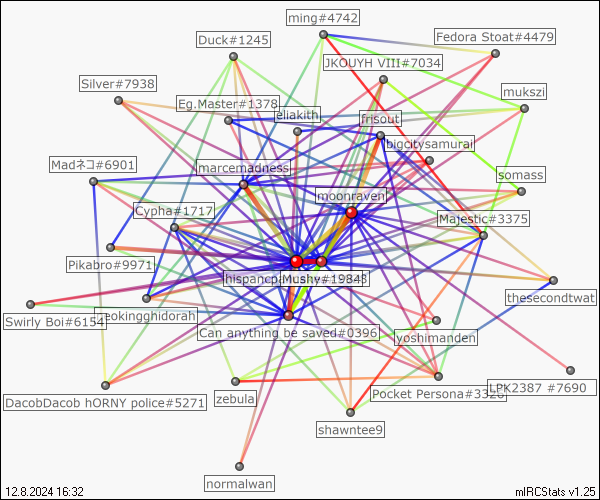 ming#4742
Fedora Stoat#4479
Duck#1245
JKOUYH VIII#7034
Silver#7938
mukszi
Eg.Master#1378
eliakith
frisout
bigcitysamurai
Madネコ#6901
marcemadness
somass
moonraven
Cypha#1717
Majestic#3375
Pikabro#9971
hispancp
Mushy#19848
thesecondtwat
Swirly Boi#6154
eokingghidorah
Can anything be saved#0396
yoshimanden
DacobDacob hORNY police#5271
zebula
Pocket Persona#3326
LPK2387 #7690
shawntee9
normalwan
12.8.2024 16:32
mIRCStats v1.25